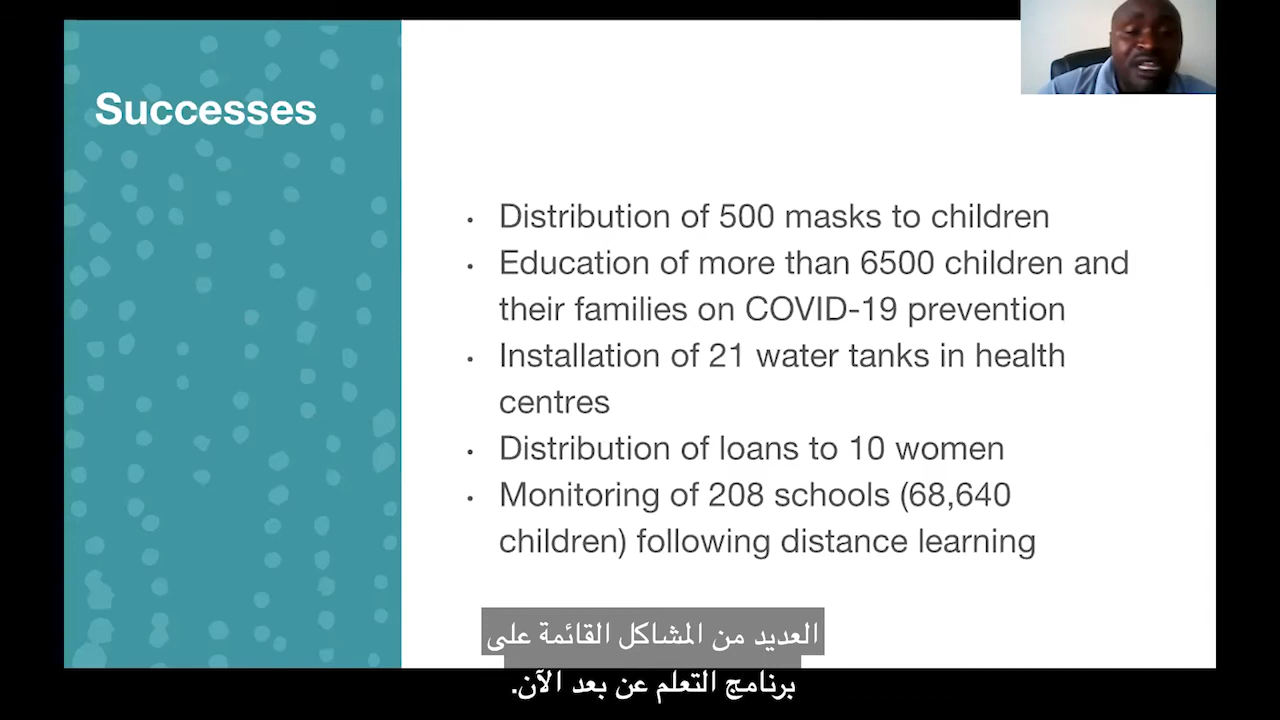 Successes
• Distribution of 500 masks to children
• Education of more than 6500 children and
their families on COVID-19 prevention
• Installation of 21 water tanks in health
centres
• Distribution of loans to 10 women
• Monitoring of 208 schools (68,640
children) following distance learning
العديد من المشاكل القائمة على
برنامج التعلم عن بعد الآن.